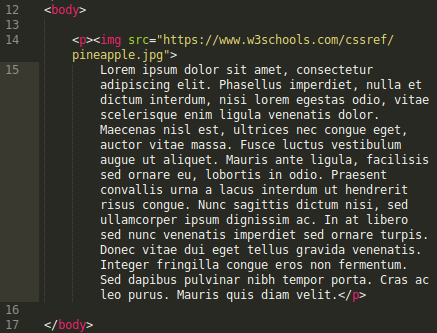 12 <body>
13
14 <p><img src="https://www.w3schools.com/cssref/
pineapple.jpg">
15 Lorem ipsum dolor sit amet, consectetur
adipiscing elit. Phasellus imperdiet, nulla et
dictum interdum, nisi lorem egestas odio, vitae
scelerisque enim ligula venenatis dolor.
Maecenas nisl est, ultrices nec congue eget,
auctor vitae massa. Fusce luctus vestibulum
augue ut aliquet. Mauris ante ligula, facilisis
sed ornare eu, lobortis in odio. Praesent
convallis urna a lacus interdum ut hendrerit
risus congue. Nunc sagittis dictum nisi, sed
ullamcorper ipsum dignissim ac. In at libero
sed nunc venenatis imperdiet sed ornare turpis.
Donec vitae dui eget tellus gravida venenatis.
Integer fringilla congue eros non fermentum.
Sed dapibus pulvinar nibh tempor porta. Cras ac
leo purus. Mauris quis diam velit.</p>
16
17 </body>